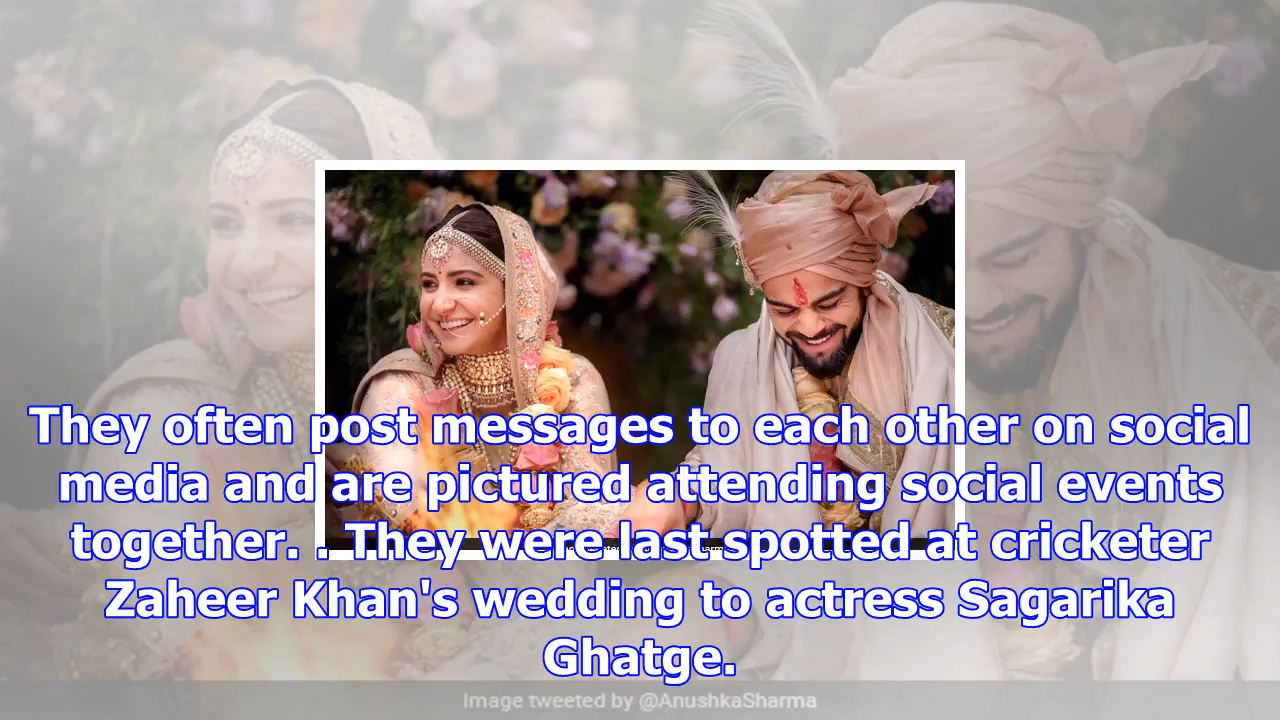 They often post messages to each other on social
media and are pictured attending social events
together. . They were last spotted at cricketer
Zaheer Khan's wedding to actress Sagarika
Ghatge.
Image tweeted by @AnushkaSharma